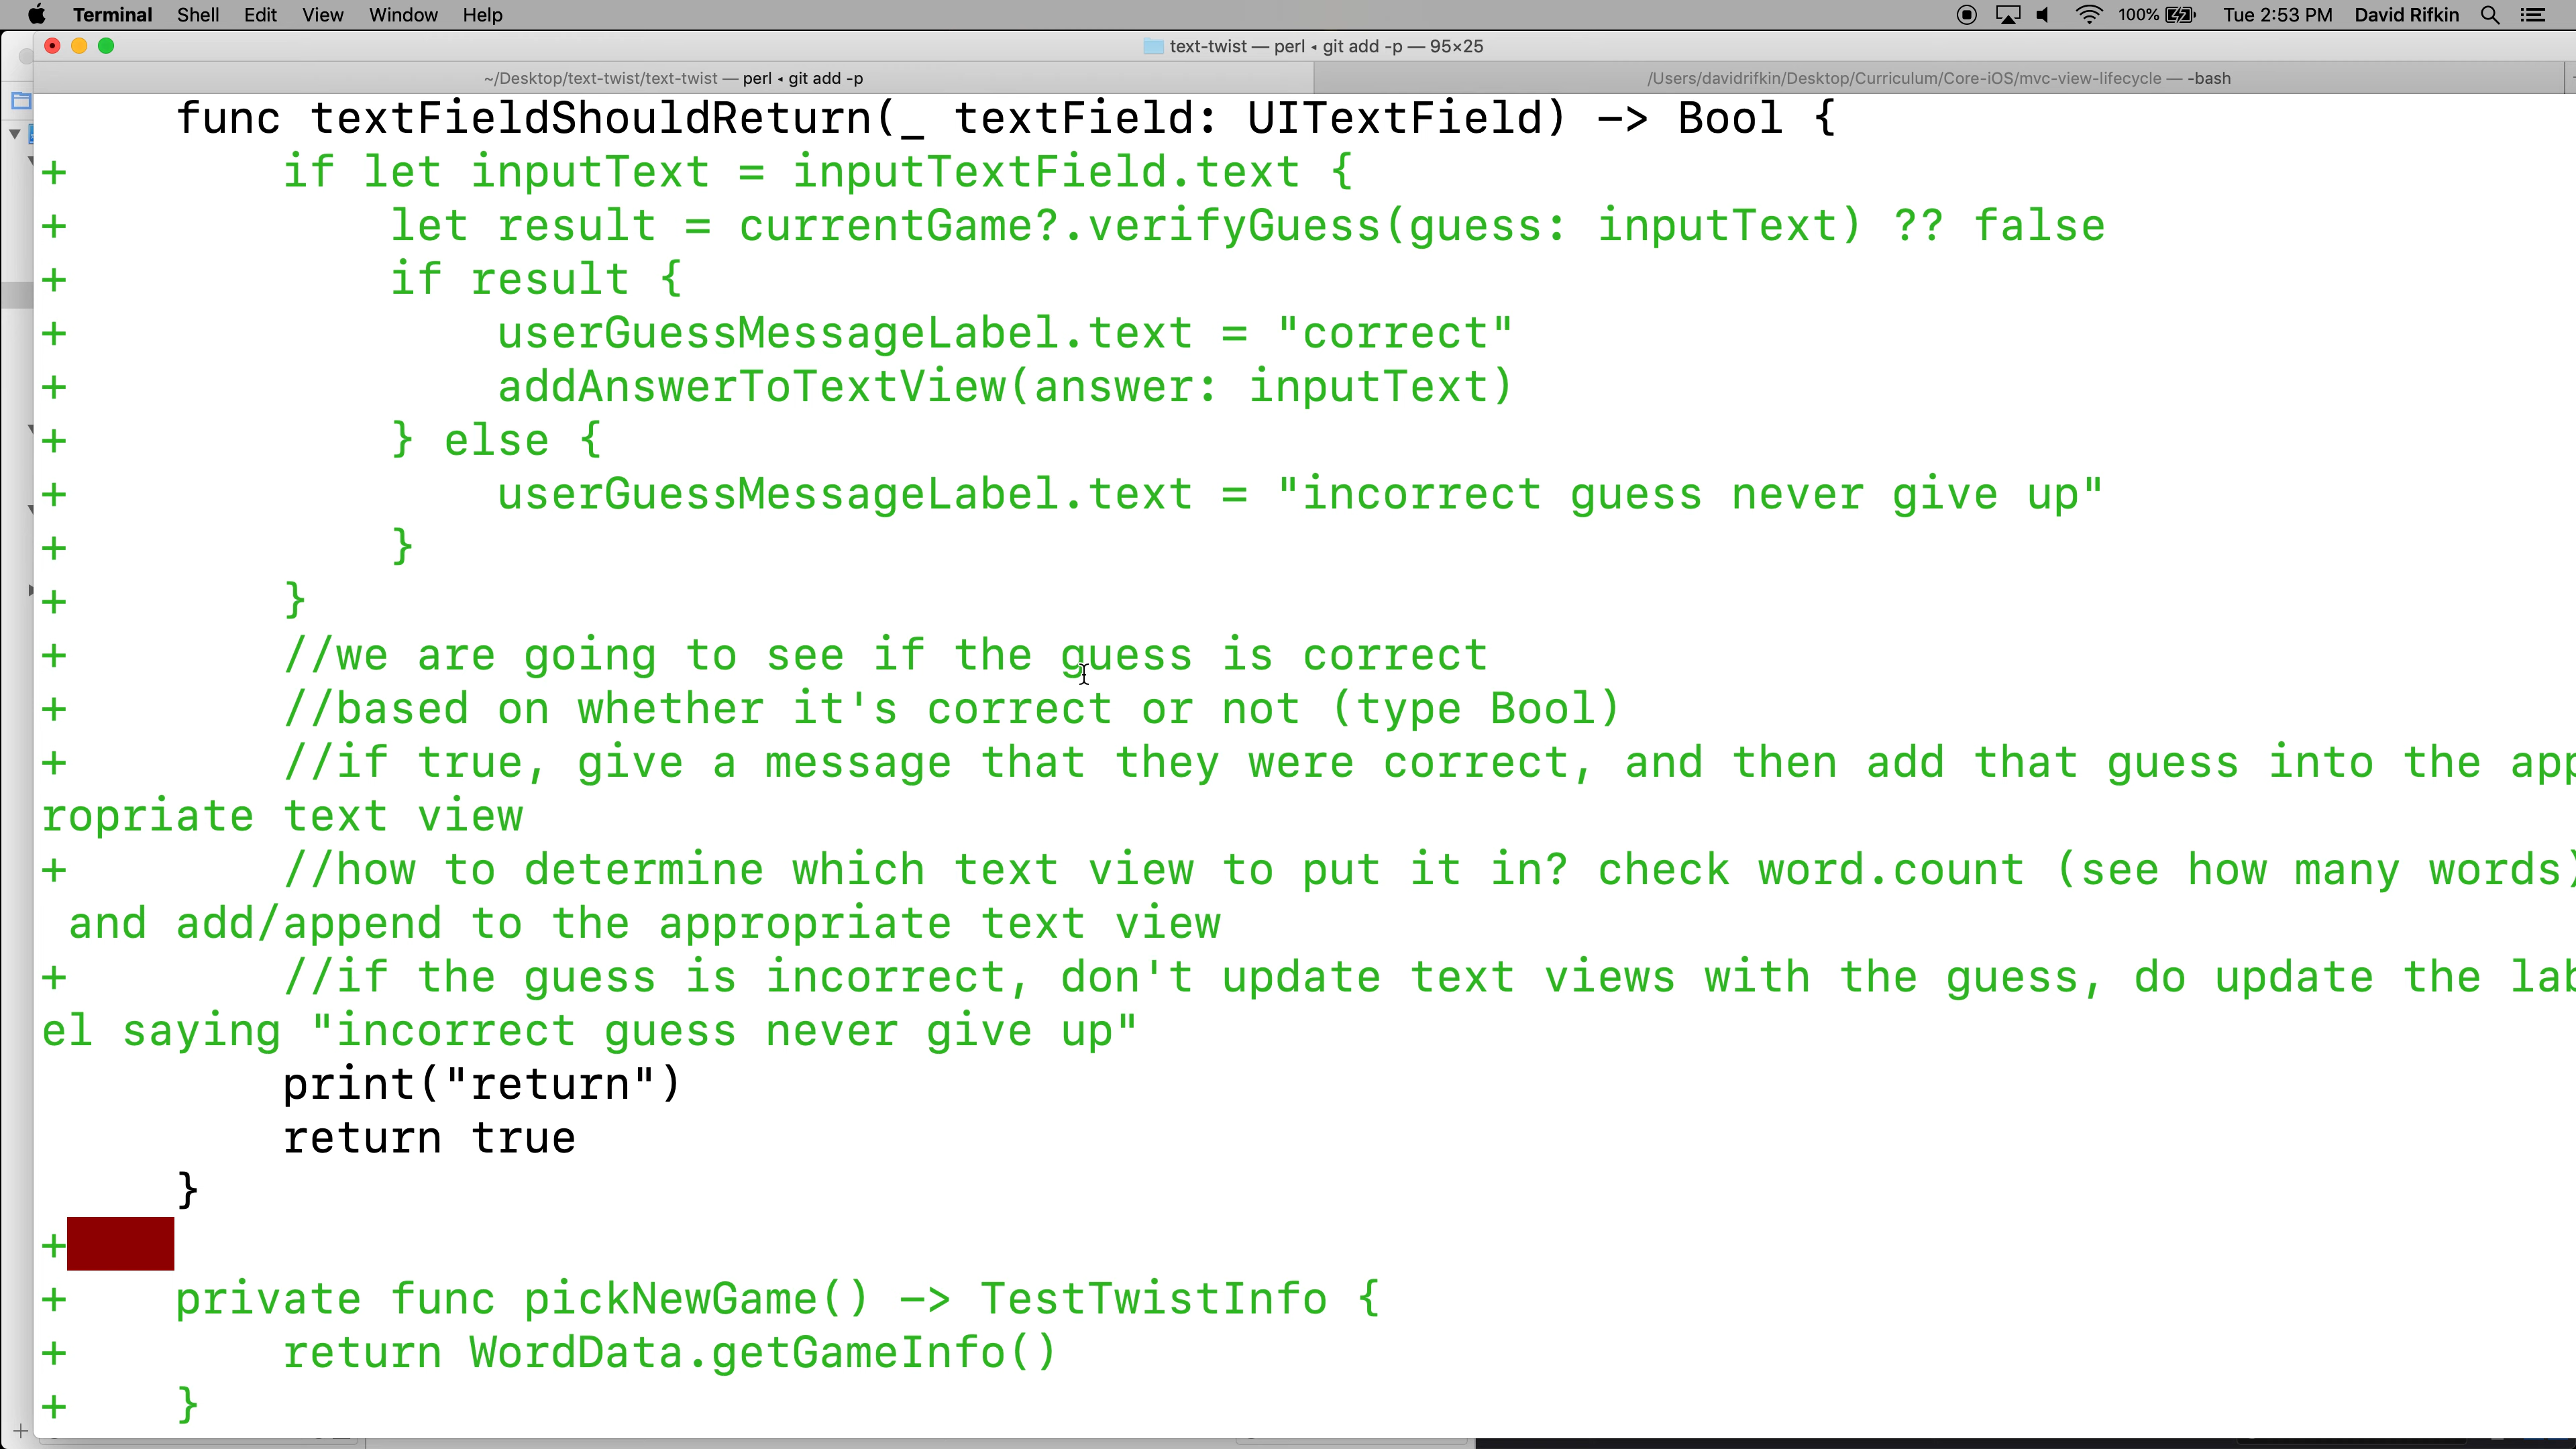 Terminal Shell Edit View Window Help 100% Tue 2:53 PM David Rifkin
text-twist — perl ◂ git add -p — 95×25
~/Desktop/text-twist/text-twist — perl ◂ git add -p /Users/davidrifkin/Desktop/Curriculum/Core-iOS/mvc-view-lifecycle — -bash
     func textFieldShouldReturn(_ textField: UITextField) -> Bool {
+        if let inputText = inputTextField.text {
+            let result = currentGame?.verifyGuess(guess: inputText) ?? false
+            if result {
+                userGuessMessageLabel.text = "correct"
+                addAnswerToTextView(answer: inputText)
+            } else {
+                userGuessMessageLabel.text = "incorrect guess never give up"
+            }
+        }
+        //we are going to see if the guess is correct
+        //based on whether it's correct or not (type Bool)
+        //if true, give a message that they were correct, and then add that guess into the app
ropriate text view
+        //how to determine which text view to put it in? check word.count (see how many words)
 and add/append to the appropriate text view
+        //if the guess is incorrect, don't update text views with the guess, do update the lab
el saying "incorrect guess never give up"
         print("return")
         return true
     }
+
+    private func pickNewGame() -> TestTwistInfo {
+        return WordData.getGameInfo()
+    }